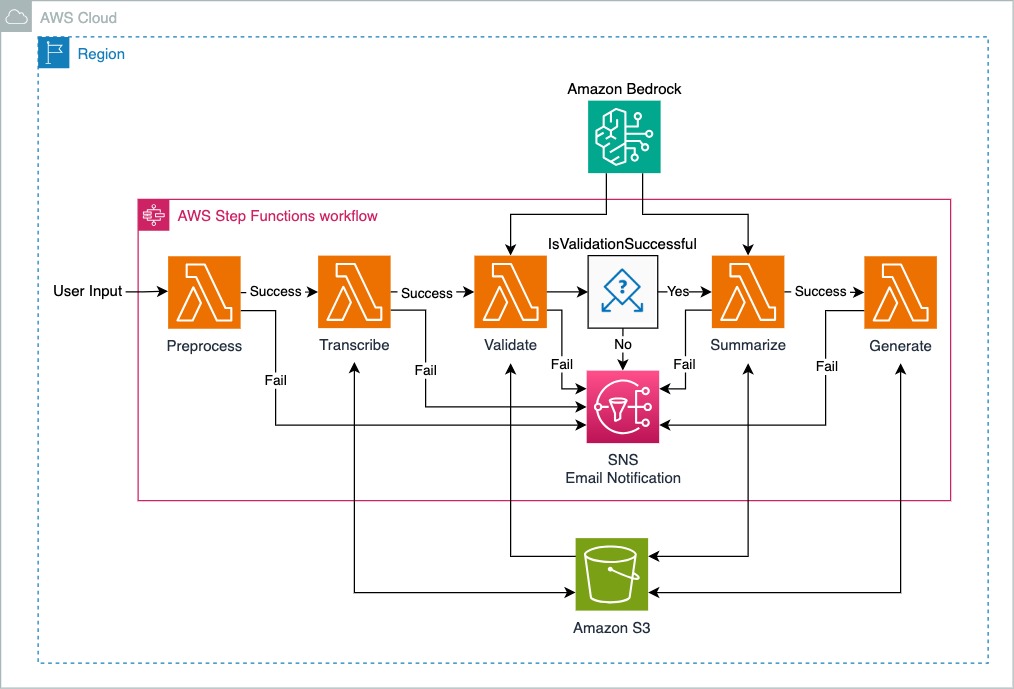 AWS Cloud
Region
Amazon Bedrock
AWS Step Functions workflow
IsValidationSuccessful
User Input
Success
Success
?
Yes
Success
Preprocess
Transcribe
Validate
No
Summarize
Generate
Fail
Fail
Fail
Fail
Fail
SNS
Email Notification
Amazon S3